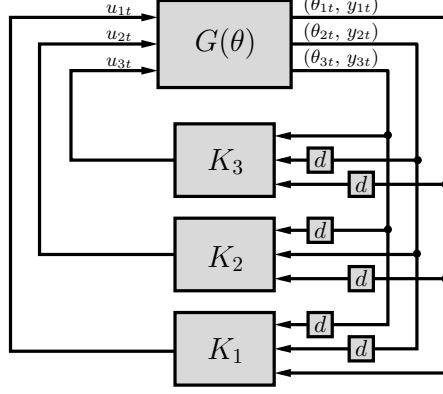 u₁ₜ (θ₁ₜ, y₁ₜ)
u₂ₜ G(θ) (θ₂ₜ, y₂ₜ)
u₃ₜ (θ₃ₜ, y₃ₜ)
K₃ d
d
d
K₂
d
d
K₁ d